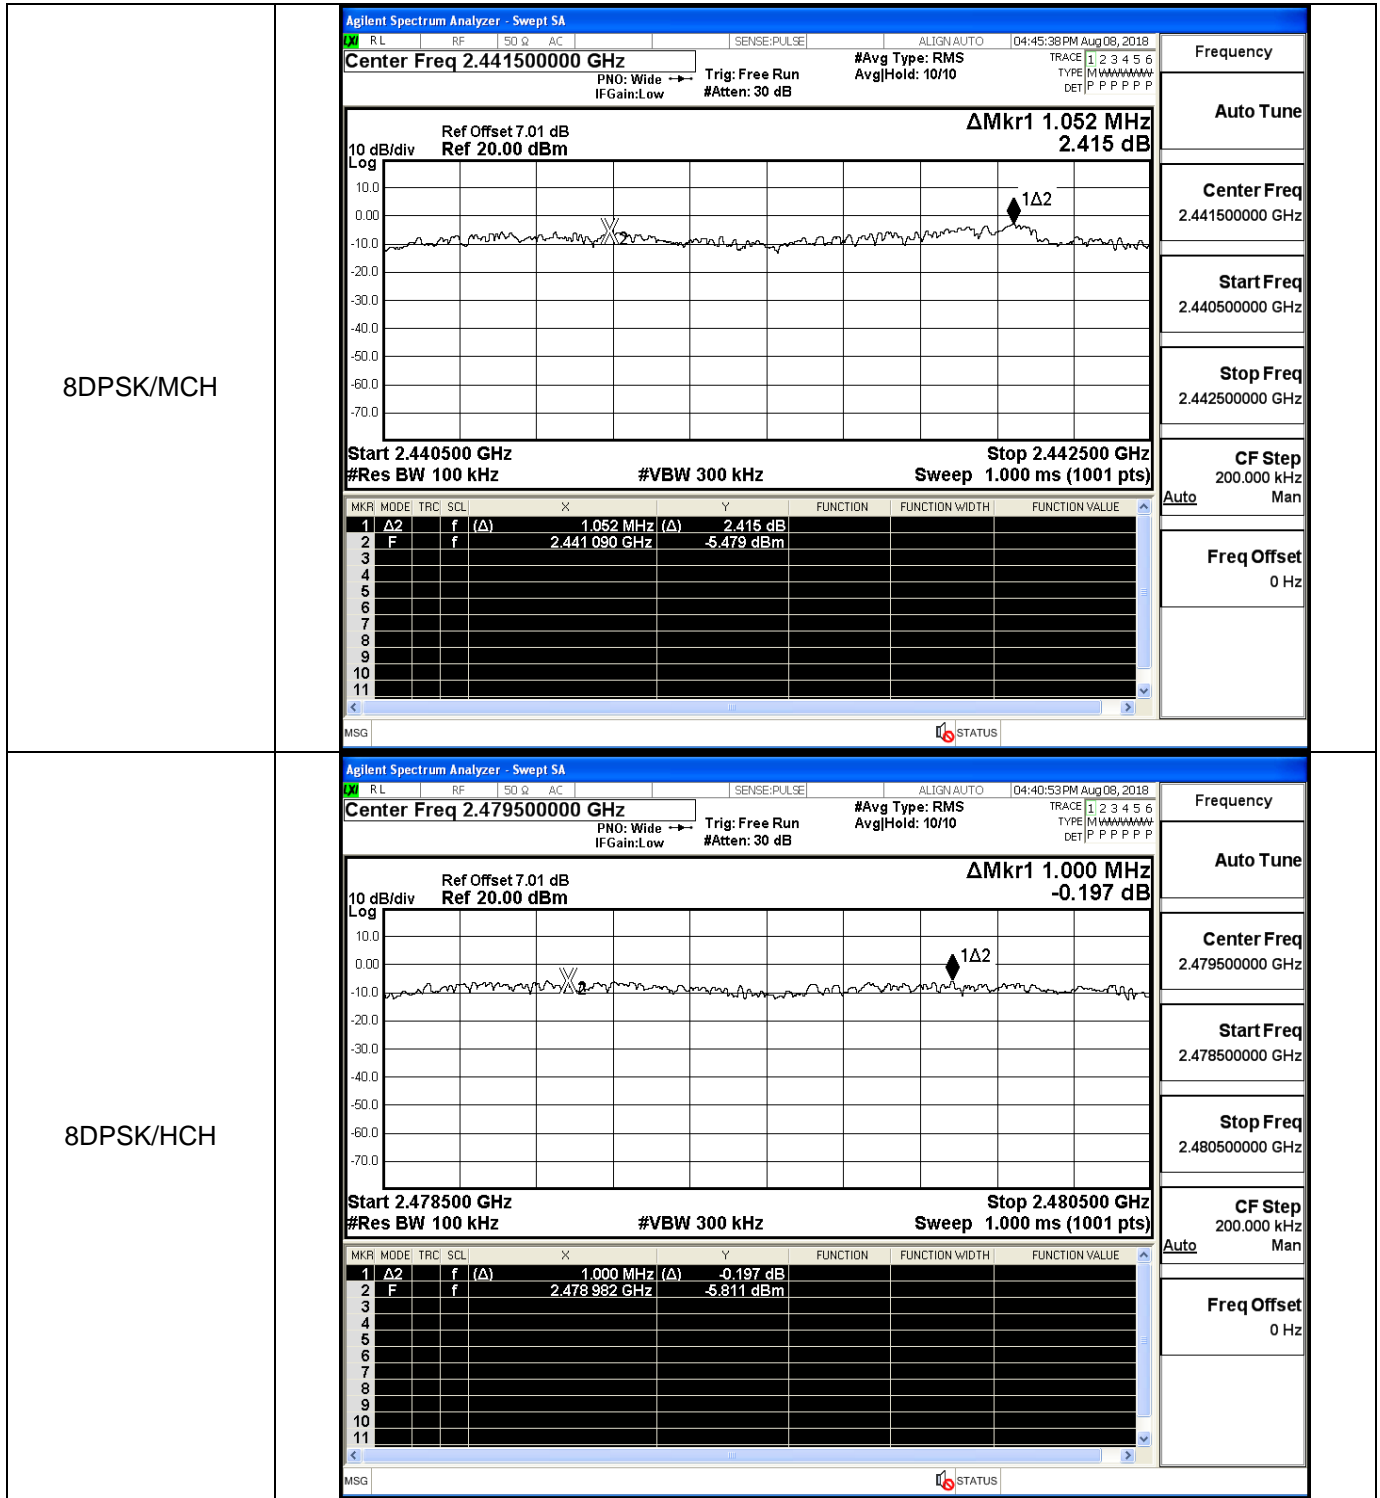 8DPSK/MCH
Agilent Spectrum Analyzer - Swept SA
LXI RL RF 50 Ω AC SENSE:PULSE ALIGN AUTO 04:45:38 PM Aug 08, 2018
Center Freq 2.441500000 GHz
PNO: Wide
IFGain:Low
Trig: Free Run
#Atten: 30 dB
#Avg Type: RMS
Avg|Hold: 10/10
TRACE 1 2 3 4 5 6
TYPE M WWWWW
DET P P P P P P
ΔMkr1 1.052 MHz
2.415 dB
Ref Offset 7.01 dB
10 dB/div Ref 20.00 dBm
Log
10.0
0.00
-10.0
-20.0
-30.0
-40.0
-50.0
-60.0
-70.0
1Δ2
2
Start 2.440500 GHz Stop 2.442500 GHz
#Res BW 100 kHz #VBW 300 kHz Sweep 1.000 ms (1001 pts)
MKR MODE TRC SCL X Y FUNCTION FUNCTION WIDTH FUNCTION VALUE
1 Δ2 f (Δ) 1.052 MHz (Δ) 2.415 dB
2 F f 2.441 090 GHz -5.479 dBm
3
4
5
6
7
8
9
10
11
MSG STATUS
Frequency
Auto Tune
Center Freq
2.441500000 GHz
Start Freq
2.440500000 GHz
Stop Freq
2.442500000 GHz
CF Step
200.000 kHz
Auto Man
Freq Offset
0 Hz
8DPSK/HCH
Agilent Spectrum Analyzer - Swept SA
LXI RL RF 50 Ω AC SENSE:PULSE ALIGN AUTO 04:40:53 PM Aug 08, 2018
Center Freq 2.479500000 GHz
PNO: Wide
IFGain:Low
Trig: Free Run
#Atten: 30 dB
#Avg Type: RMS
Avg|Hold: 10/10
TRACE 1 2 3 4 5 6
TYPE M WWWWW
DET P P P P P P
ΔMkr1 1.000 MHz
-0.197 dB
Ref Offset 7.01 dB
10 dB/div Ref 20.00 dBm
Log
10.0
0.00
-10.0
-20.0
-30.0
-40.0
-50.0
-60.0
-70.0
1Δ2
2
Start 2.478500 GHz Stop 2.480500 GHz
#Res BW 100 kHz #VBW 300 kHz Sweep 1.000 ms (1001 pts)
MKR MODE TRC SCL X Y FUNCTION FUNCTION WIDTH FUNCTION VALUE
1 Δ2 f (Δ) 1.000 MHz (Δ) -0.197 dB
2 F f 2.478 982 GHz -5.811 dBm
3
4
5
6
7
8
9
10
11
MSG STATUS
Frequency
Auto Tune
Center Freq
2.479500000 GHz
Start Freq
2.478500000 GHz
Stop Freq
2.480500000 GHz
CF Step
200.000 kHz
Auto Man
Freq Offset
0 Hz